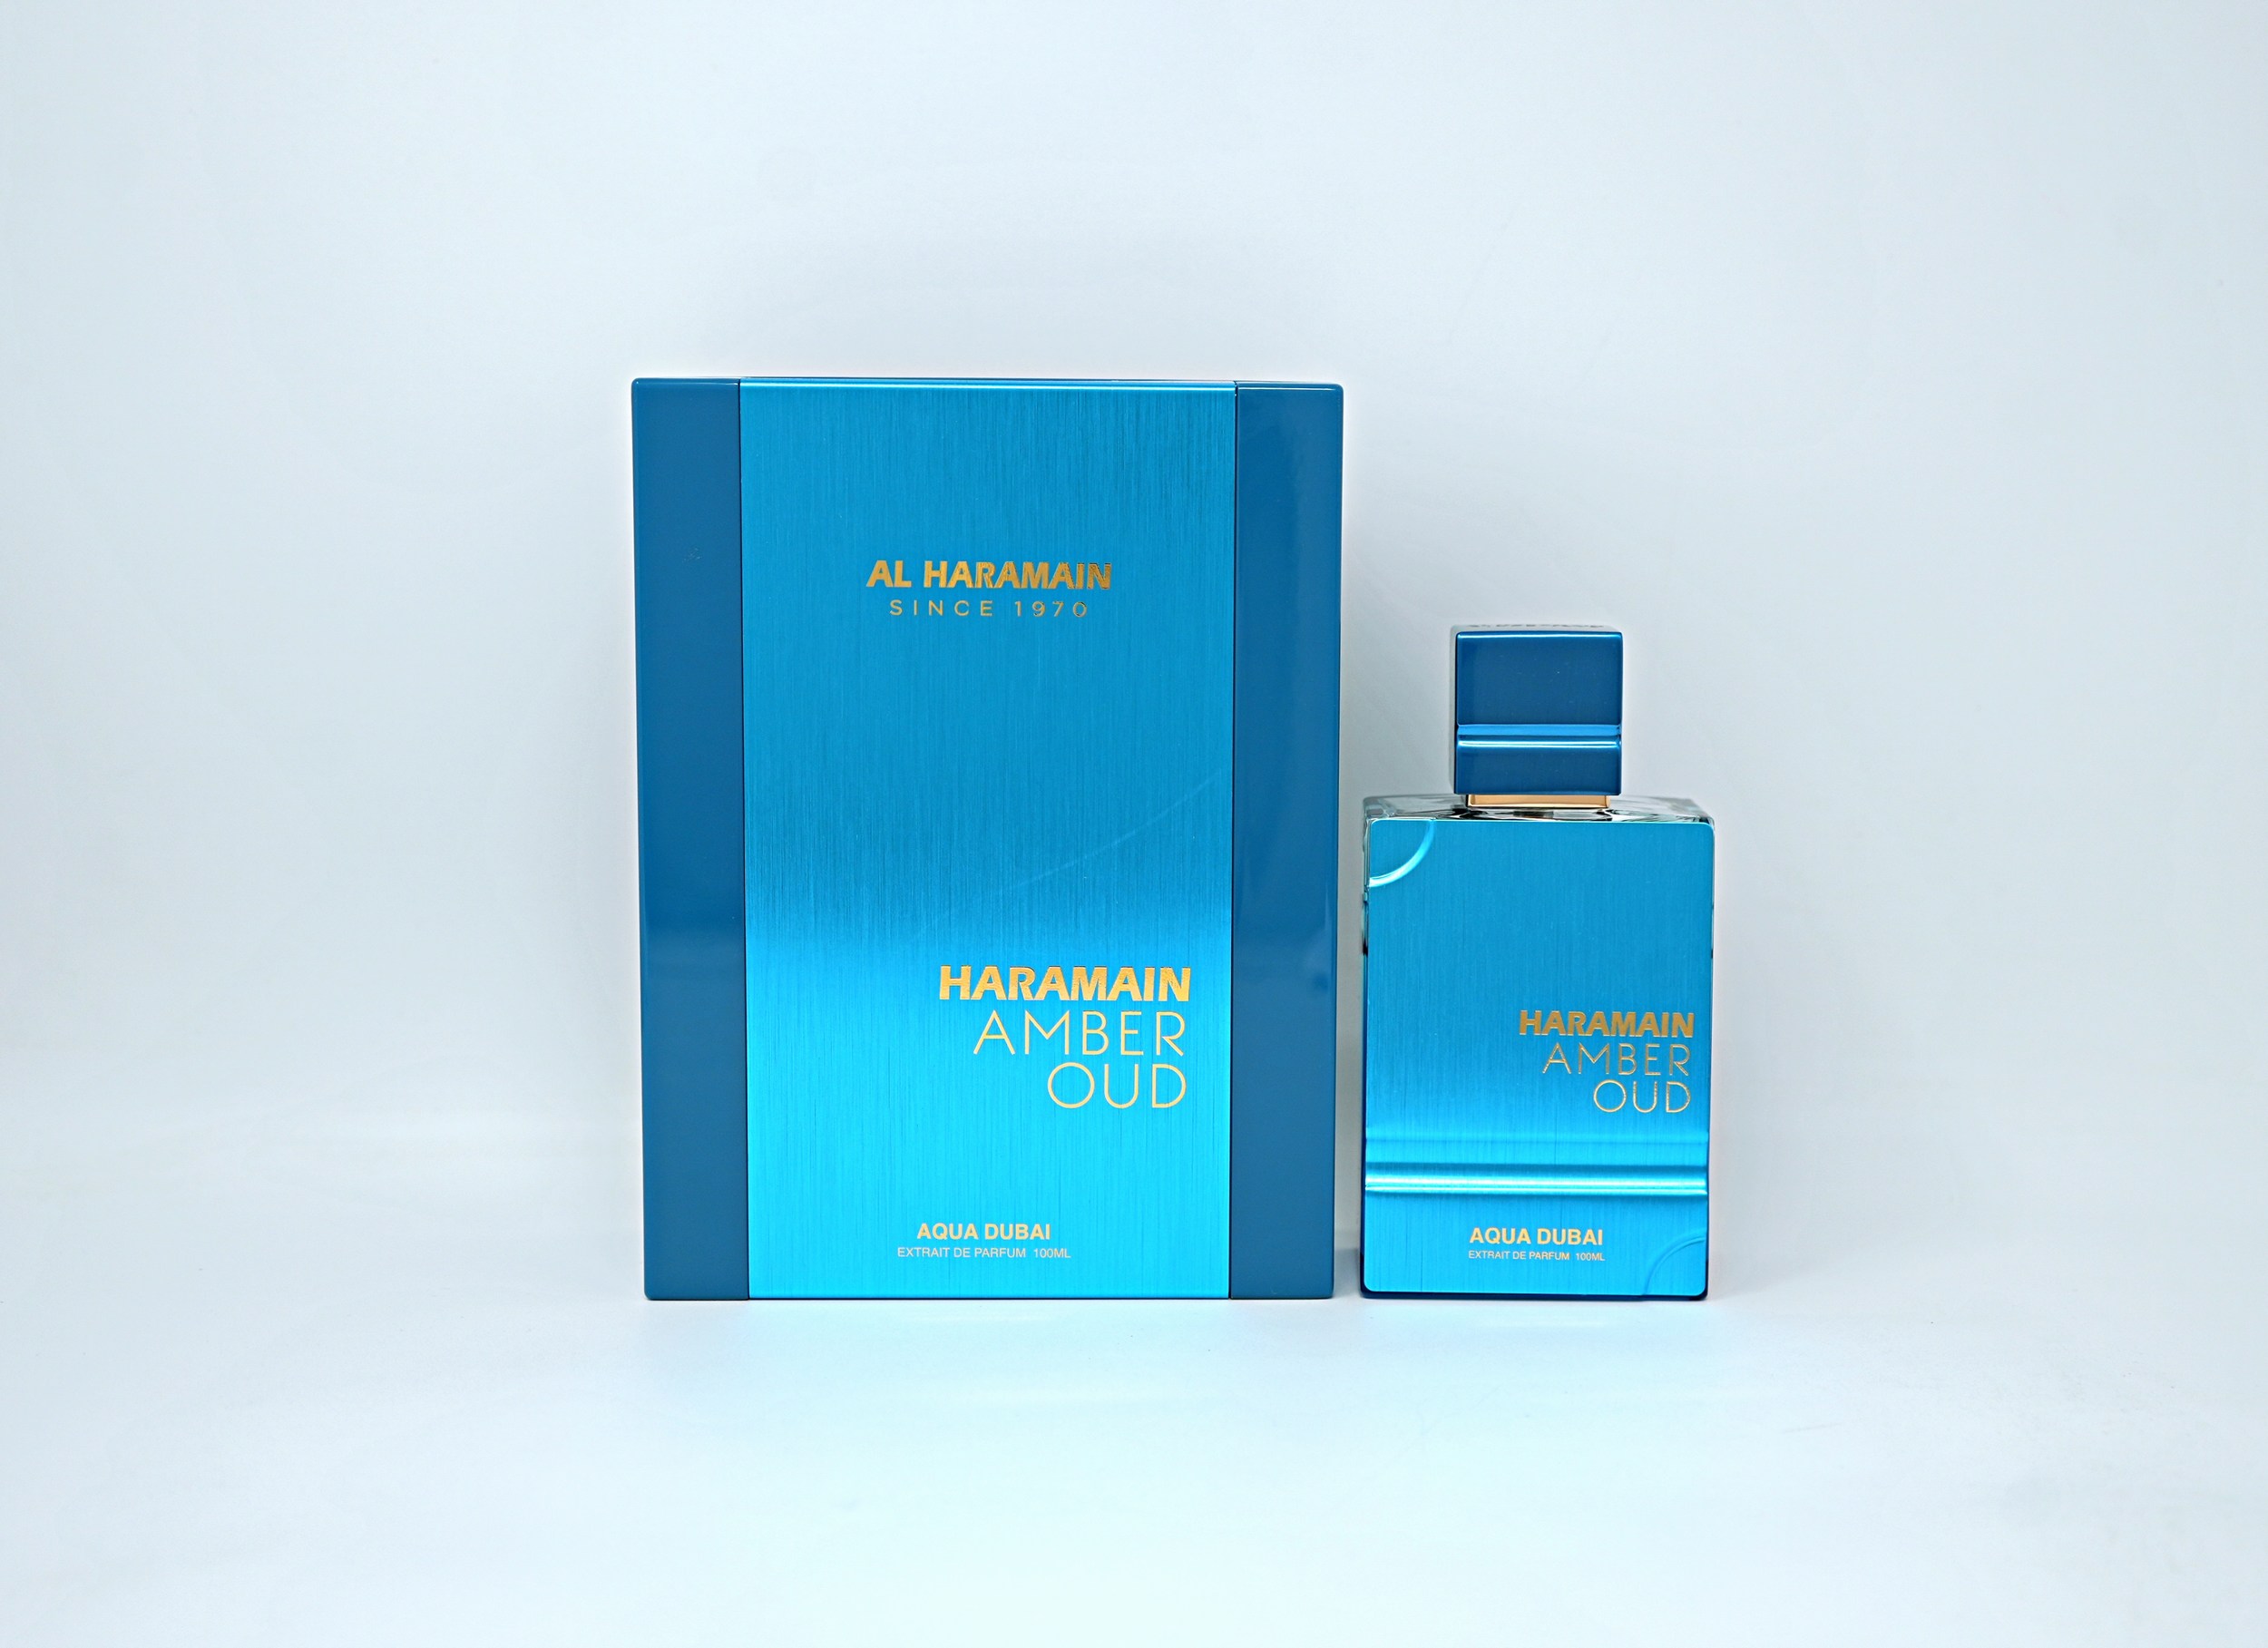 AL HARAMAIN
SINCE 1970
HARAMAIN
AMBER
OUD
AQUA DUBAI
EXTRAIT DE PARFUM 100ML
HARAMAIN
AMBER
OUD
AQUA DUBAI
EXTRAIT DE PARFUM 100ML